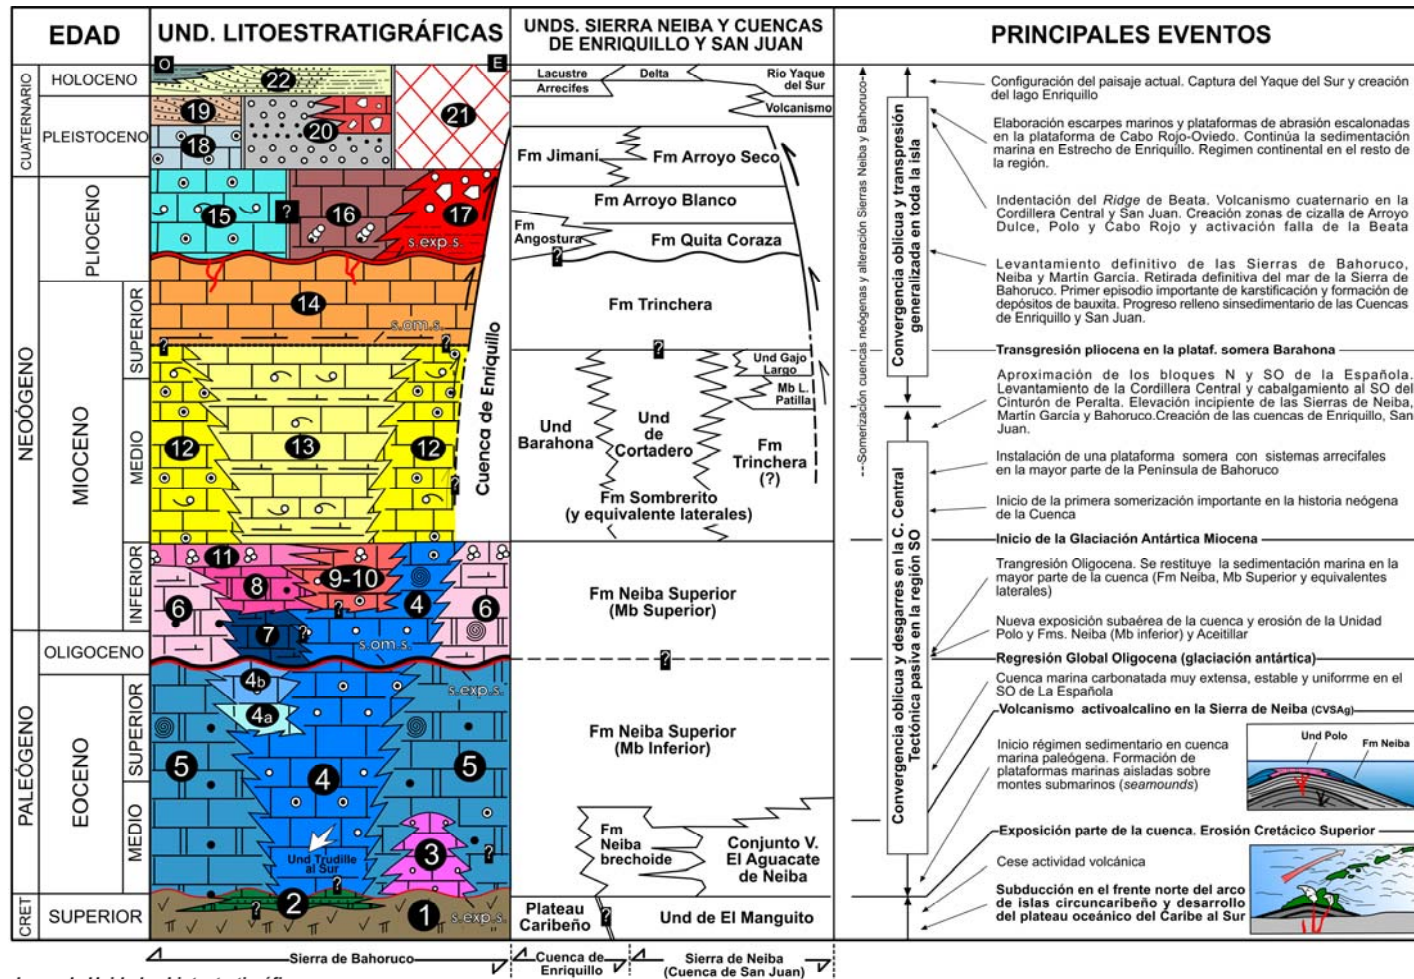 EDAD
UND. LITOESTRATIGRÁFICAS
UNDS. SIERRA NEIBA Y CUENCAS
DE ENRIQUILLO Y SAN JUAN
PRINCIPALES EVENTOS
CUATERNARIO
HOLOCENO
PLEISTOCENO
NEOÓGENO
PLIOCENO
MIOCENO
SUPERIOR
MEDIO
INFERIOR
PALEÓGENO
OLIGOCENO
EOCENO
SUPERIOR
MEDIO
CRET
SUPERIOR
O
E
22
19
20
21
18
15
?
16
17
s.exp.s.
14
s.om.s.
?
?
12
13
12
?
Cuenca de Enriquillo
11
9-10
8
?
6
4
6
7
?
s.om.s.
4b
s.exp.s.
4a
5
4
5
3
?
Und Trudille
al Sur
?
2
?
1
s.exp.s.
Sierra de Bahoruco
Lacustre
Arrecifes
Delta
Río Yaque
del Sur
Volcanismo
Fm Jimaní
Fm Arroyo Seco
Fm Arroyo Blanco
Fm
Angostura
Fm Quita Coraza
?
Fm Trinchera
?
Und Gajo
Largo
Mb L.
Patilla
Und
Barahona
Und
de
Cortadero
Fm
Trinchera
(?)
Fm Sombrerito
(y equivalente laterales)
Fm Neiba Superior
(Mb Superior)
?
Fm Neiba Superior
(Mb Inferior)
Fm
Neiba
brechoide
Conjunto V.
El Aguacate
de Neiba
Plateau
Caribeño
?
Und de El Manguito
Cuenca de
Enriquillo
Sierra de Neiba
(Cuenca de San Juan)
---Somerización cuencas neógenas y alteración Sierras Neiba y Bahoruco---
Convergencia oblicua y transpresión
generalizada en toda la isla
Convergencia oblicua y desgarres en la C. Central
Tectónica pasiva en la región SO
Configuración del paisaje actual. Captura del Yaque del Sur y creación
del lago Enriquillo
Elaboración escarpes marinos y plataformas de abrasión escalonadas
en la plataforma de Cabo Rojo-Oviedo. Continúa la sedimentación
marina en Estrecho de Enriquillo. Regimen continental en el resto de
la región.
Indentación del Ridge de Beata. Volcanismo cuaternario en la
Cordillera Central y San Juan. Creación zonas de cizalla de Arroyo
Dulce, Polo y Cabo Rojo y activación falla de la Beata
Levantamiento definitivo de las Sierras de Bahoruco,
Neiba y Martín García. Retirada definitiva del mar de la Sierra de
Bahoruco. Primer episodio importante de karstificación y formación de
depósitos de bauxita. Progreso relleno sinsedimentario de las Cuencas
de Enriquillo y San Juan.
Transgresión pliocena en la plataf. somera Barahona
Aproximación de los bloques N y SO de la Española.
Levantamiento de la Cordillera Central y cabalgamiento al SO del
Cinturón de Peralta. Elevación incipiente de las Sierras de Neiba,
Martín García y Bahoruco.Creación de las cuencas de Enriquillo, San
Juan.
Instalación de una plataforma somera con sistemas arrecifales
en la mayor parte de la Península de Bahoruco
Inicio de la primera somerización importante en la historia neógena
de la Cuenca
Inicio de la Glaciación Antártica Miocena
Trangresión Oligocena. Se restituye la sedimentación marina en la
mayor parte de la cuenca (Fm Neiba, Mb Superior y equivalentes
laterales)
Nueva exposición subaérea de la cuenca y erosión de la Unidad
Polo y Fms. Neiba (Mb inferior) y Aceitillar
Regresión Global Oligocena (glaciación antártica)
Cuenca marina carbonatada muy extensa, estable y uniforrme en el
SO de La Española
Volcanismo activoalcalino en la Sierra de Neiba (CVSAg)
Inicio régimen sedimentario en cuenca
marina paleógena. Formación de
plataformas marinas aisladas sobre
montes submarinos (seamounds)
Und Polo
Fm Neiba
Exposición parte de la cuenca. Erosión Cretácico Superior
Cese actividad volcánica
Subducción en el frente norte del arco
de islas circuncaribeño y desarrollo
del plateau oceánico del Caribe al Sur